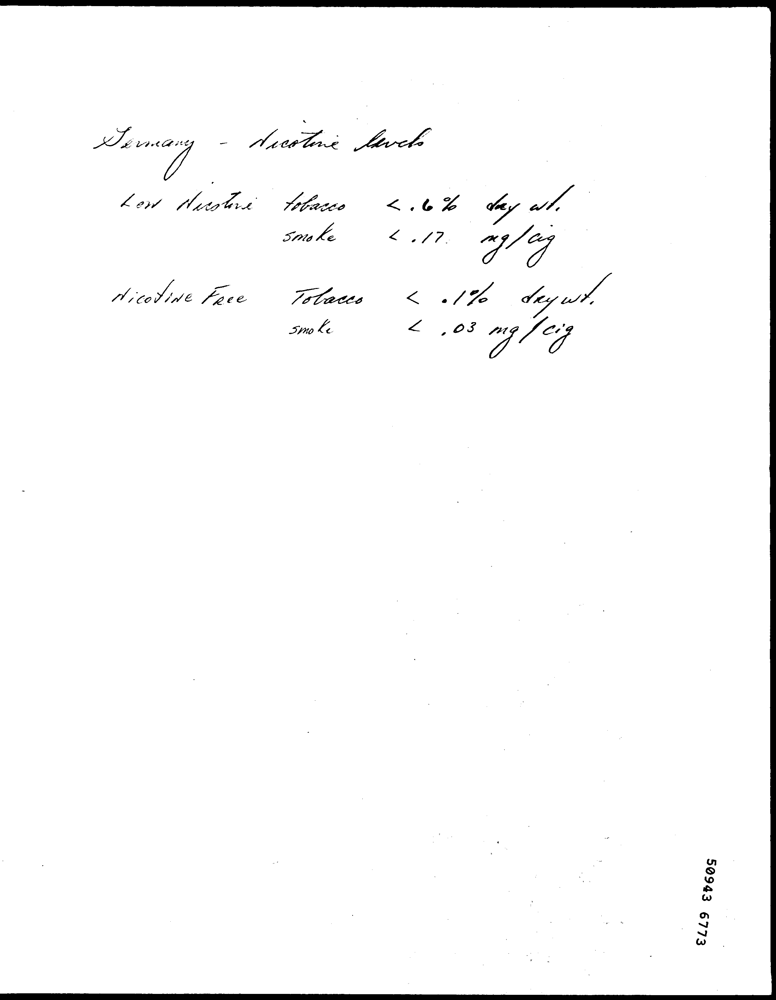 Germany - Nicotine levels
Low Nicotine tobacco < .6% dry wt.
smoke < .17 mg/cig
Nicotine Free Tobacco < .1% dry wt.
smoke < .03 mg/cig
50943 6773